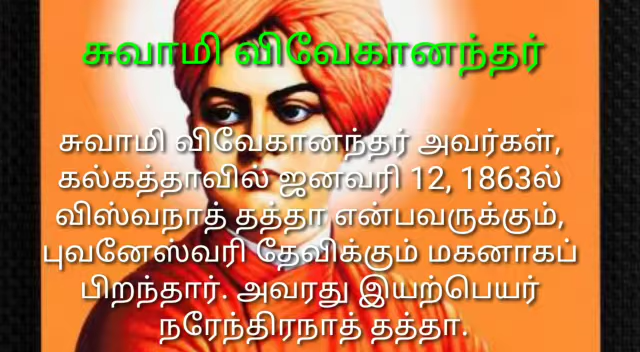 சுவாமி விவேகானந்தர்
சுவாமி விவேகானந்தர் அவர்கள்,
கல்கத்தாவில் ஜனவரி 12, 1863ல்
விஸ்வநாத் தத்தா என்பவருக்கும்,
புவனேஸ்வரி தேவிக்கும் மகனாகப்
பிறந்தார். அவரது இயற்பெயர்
நரேந்திரநாத் தத்தா.